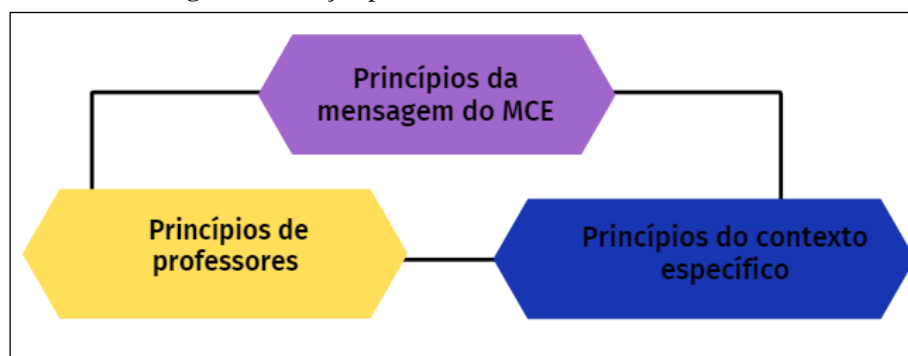 Princípios da
mensagem do MCE
Princípios de
professores
Princípios do contexto
específico